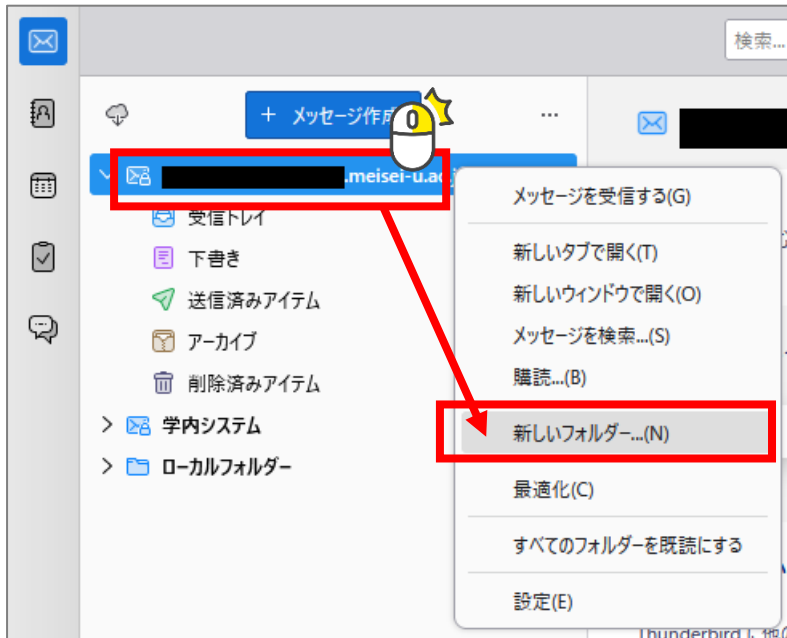 検索...
+ メッセージ作成
...
.meisei-u.ac.j
受信トレイ
下書き
送信済みアイテム
アーカイブ
削除済みアイテム
学内システム
ローカルフォルダー
メッセージを受信する(G)
新しいタブで開く(T)
新しいウィンドウで開く(O)
メッセージを検索...(S)
購読...(B)
新しいフォルダー...(N)
最適化(C)
すべてのフォルダーを既読にする
設定(E)
Thunderbird に他の